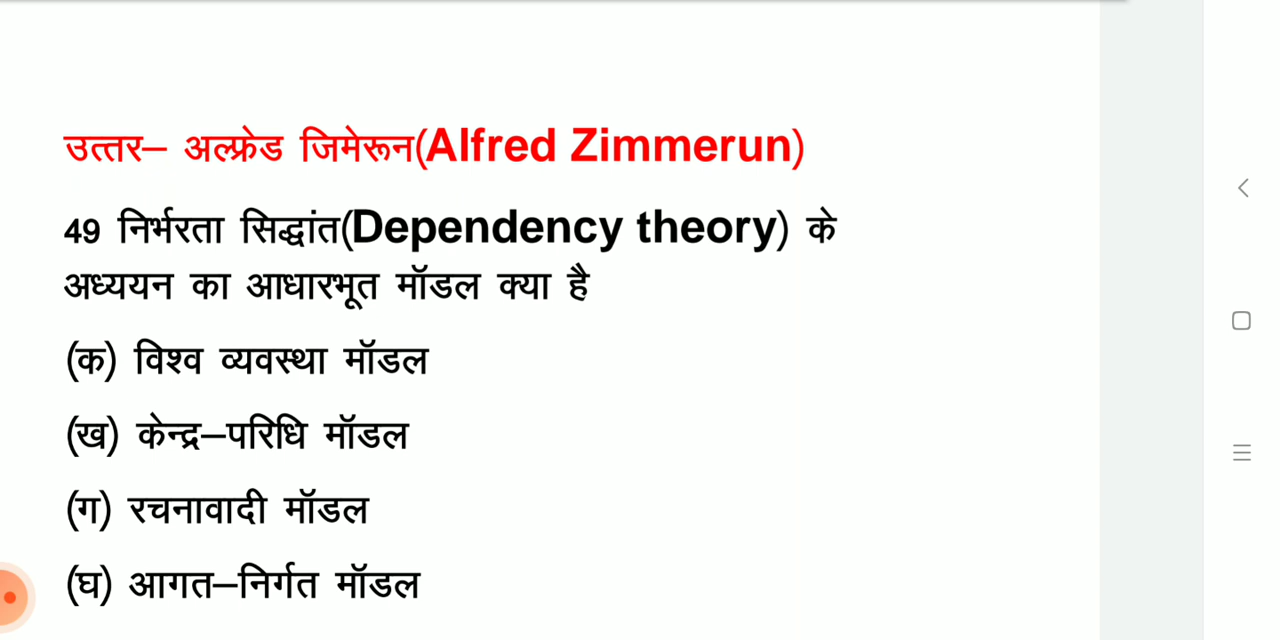 उत्तर– अल्फ्रेड जिमेरून(Alfred Zimmerun)
49 निर्भरता सिद्धांत(Dependency theory) के
अध्ययन का आधारभूत मॉडल क्या है
(क) विश्व व्यवस्था मॉडल
(ख) केन्द्र–परिधि मॉडल
(ग) रचनावादी मॉडल
(घ) आगत–निर्गत मॉडल